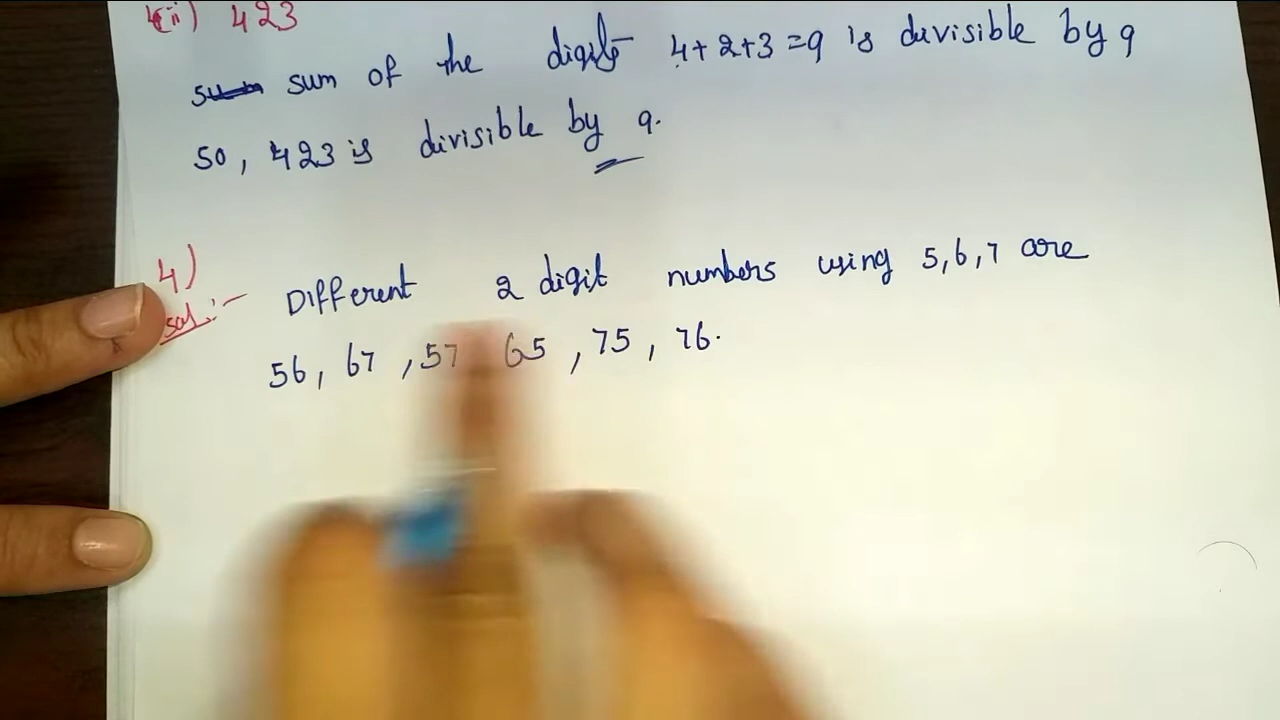 ii) 423
sum of the digits 4+2+3=9 is divisible by 9
so, 423 is divisible by 9.
4)
Sol:- Different 2 digit numbers using 5,6,7 are
56, 67, 57 65, 75, 76.